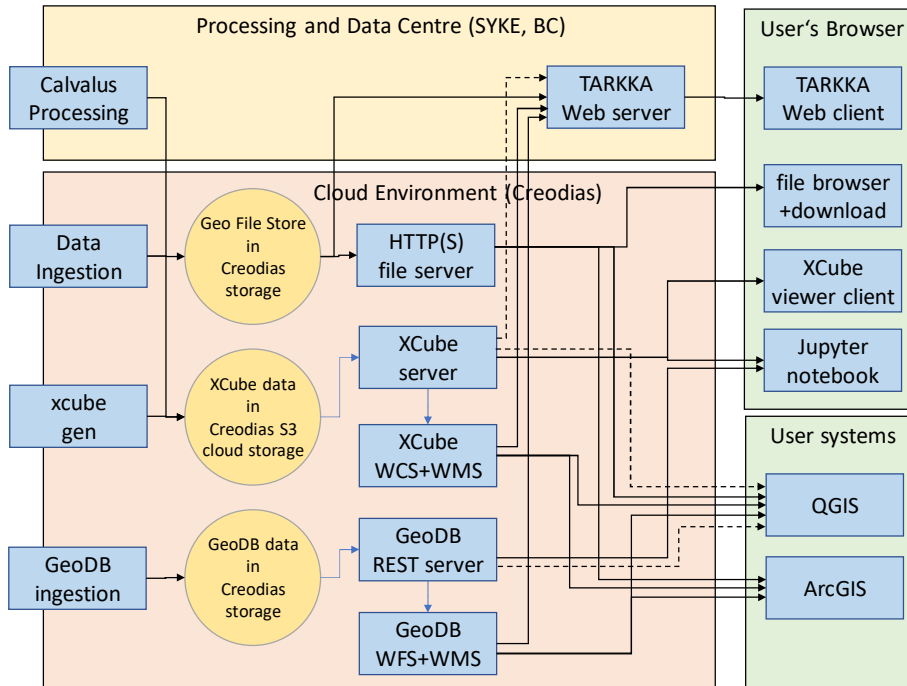 Processing and Data Centre (SYKE, BC)
User's Browser
Calvalus
Processing
TARKKA
Web server
TARKKA
Web client
Cloud Environment (Creodias)
file browser
+download
Data
Ingestion
Geo File Store
in
Creodias
storage
HTTP(S)
file server
XCube
viewer client
XCube
server
Jupyter
notebook
xcube
gen
XCube data
in
Creodias S3
cloud storage
XCube
WCS+WMS
User systems
QGIS
GeoDB
ingestion
GeoDB data
in
Creodias
storage
GeoDB
REST server
ArcGIS
GeoDB
WFS+WMS